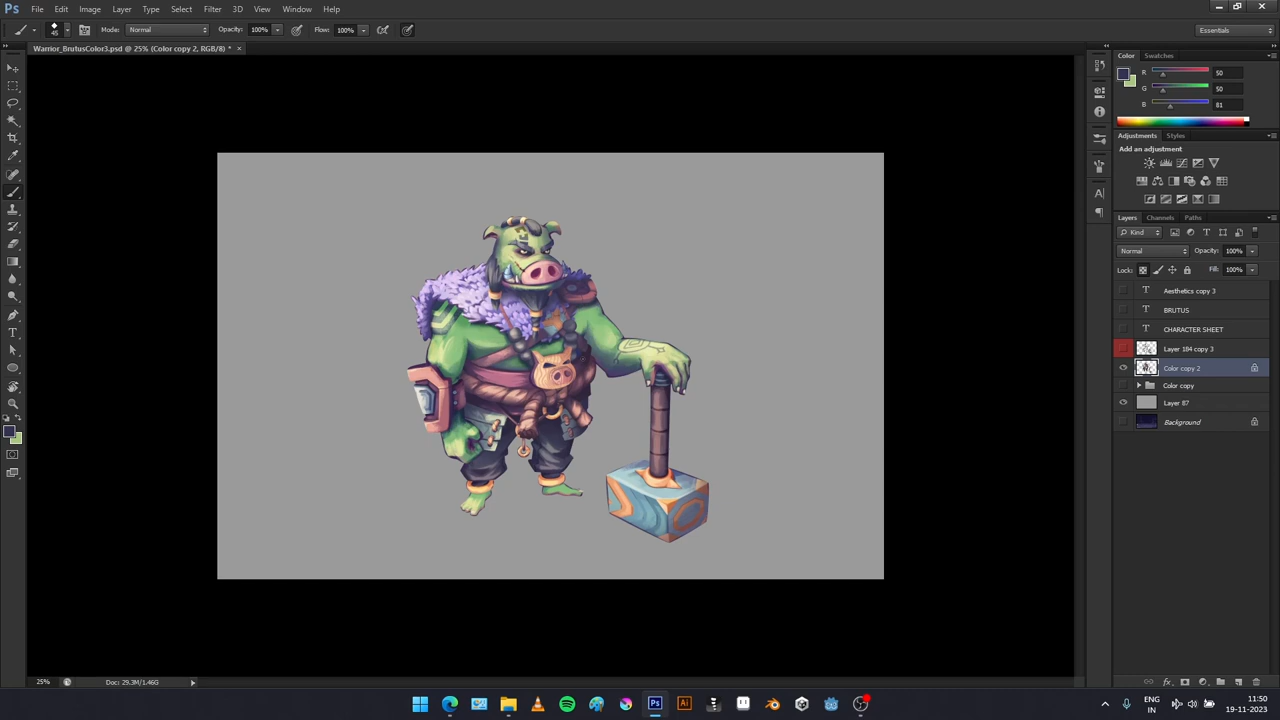 Ps File Edit Image Layer Type Select Filter 3D View Window Help
45 Mode: Normal Opacity: 100% Flow: 100% Essentials
Warrior_BrutusColor3.psd @ 25% (Color copy 2, RGB/8) * ×
Color Swatches
R 50
G 50
B 81
Adjustments Styles
Add an adjustment
Layers Channels Paths
Kind
Normal Opacity: 100%
Lock: Fill: 100%
T Aesthetics copy 3
T BRUTUS
T CHARACTER SHEET
Layer 184 copy 3
Color copy 2
Color copy
Layer 87
Background
25% Doc: 29.3M/1.46G
fx
Ps Ai
ENG
IN
11:50
19-11-2023